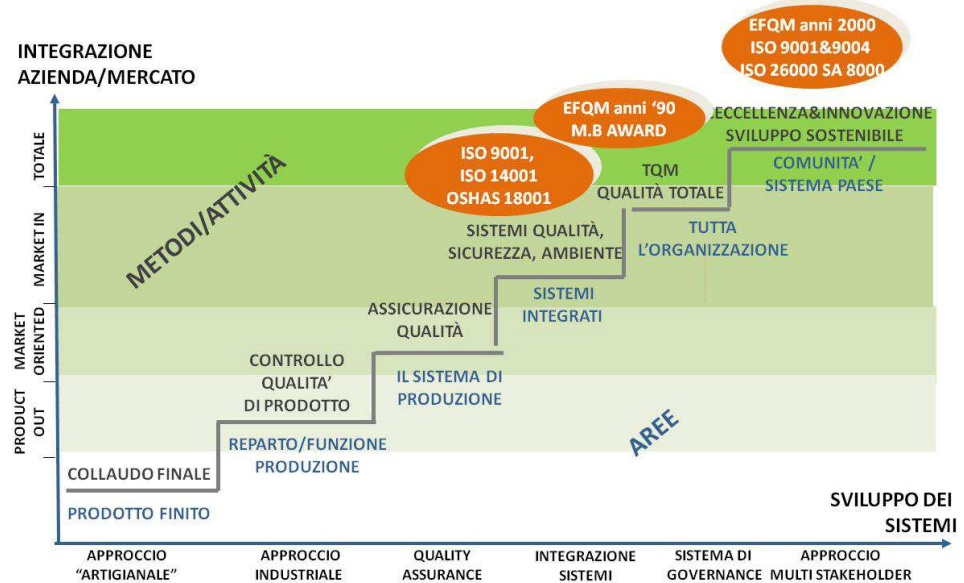 INTEGRAZIONE
AZIENDA/MERCATO
EFQM anni 2000
ISO 9001&9004
ISO 26000 SA 8000
EFQM anni ‘90
M.B AWARD
ISO 9001,
ISO 14001
OSHAS 18001
METODI/ATTIVITÀ
.ECCELLENZA&INNOVAZIONE
SVILUPPO SOSTENIBILE
COMUNITA’ /
SISTEMA PAESE
TQM
QUALITÀ TOTALE
TUTTA
L’ORGANIZZAZIONE
SISTEMI QUALITÀ,
SICUREZZA, AMBIENTE
SISTEMI
INTEGRATI
ASSICURAZIONE
QUALITÀ
IL SISTEMA DI
PRODUZIONE
CONTROLLO
QUALITA’
DI PRODOTTO
REPARTO/FUNZIONE
PRODUZIONE
COLLAUDO FINALE
PRODOTTO FINITO
AREE
TOTALE
MARKET IN
MARKET
ORIENTED
PRODUCT
OUT
SVILUPPO DEI
SISTEMI
APPROCCIO
“ARTIGIANALE”
APPROCCIO
INDUSTRIALE
QUALITY
ASSURANCE
INTEGRAZIONE
SISTEMI
SISTEMA DI
GOVERNANCE
APPROCCIO
MULTI STAKEHOLDER